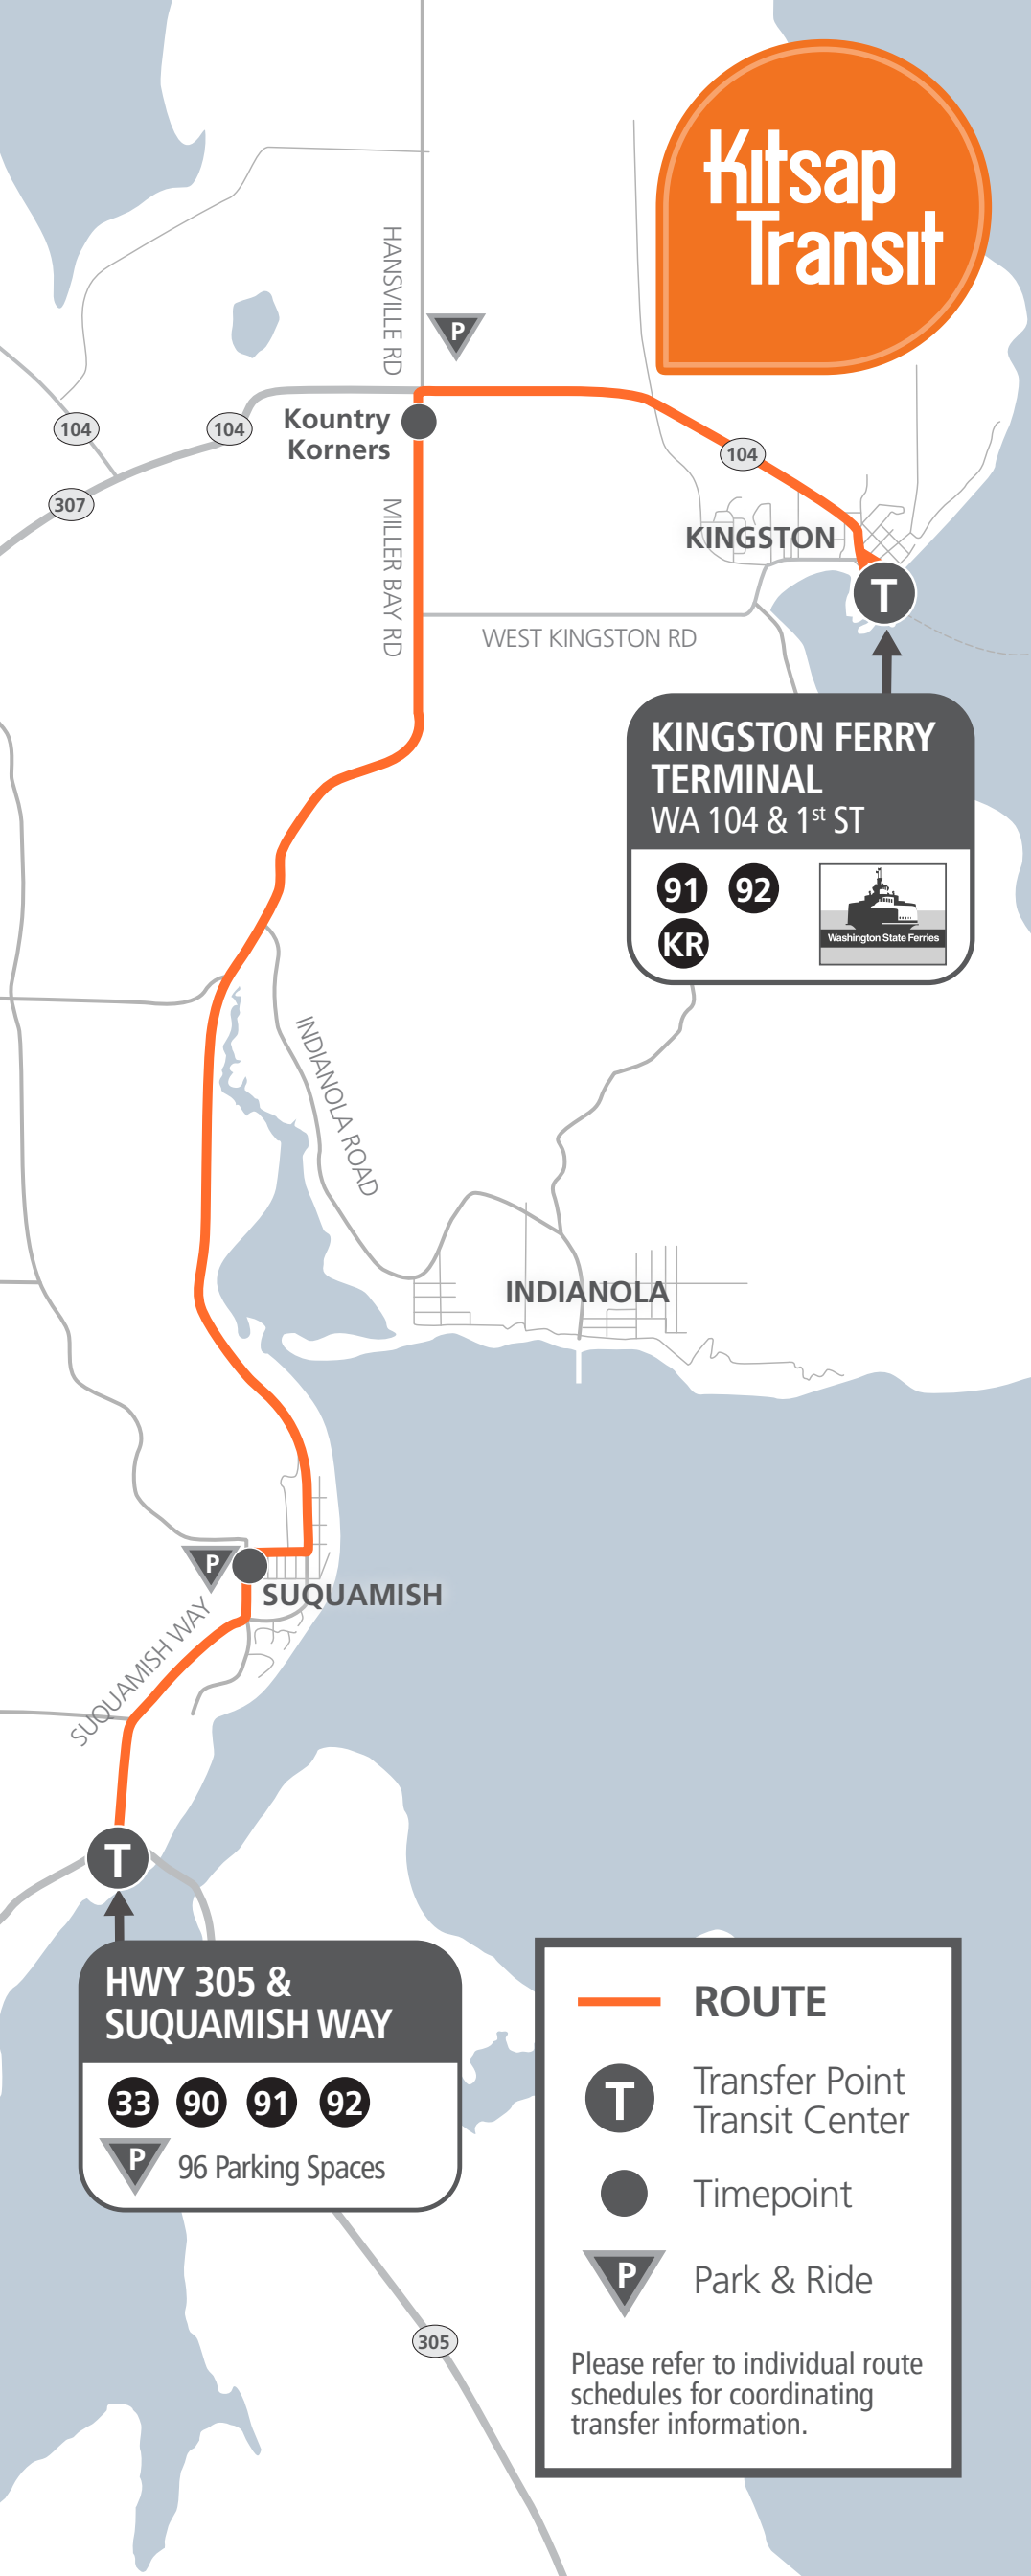 Kitsap
Transit
HANSVILLE RD
P
104
104
Kountry
Korners
104
307
MILLER BAY RD
KINGSTON
T
WEST KINGSTON RD
KINGSTON FERRY
TERMINAL
WA 104 & 1st ST
91
92
KR
Washington State Ferries
INDIANOLA ROAD
INDIANOLA
P
SUQUAMISH
SUQUAMISH WAY
T
HWY 305 &
SUQUAMISH WAY
33
90
91
92
P
96 Parking Spaces
305
ROUTE
T
Transfer Point
Transit Center
Timepoint
P
Park & Ride
Please refer to individual route
schedules for coordinating
transfer information.